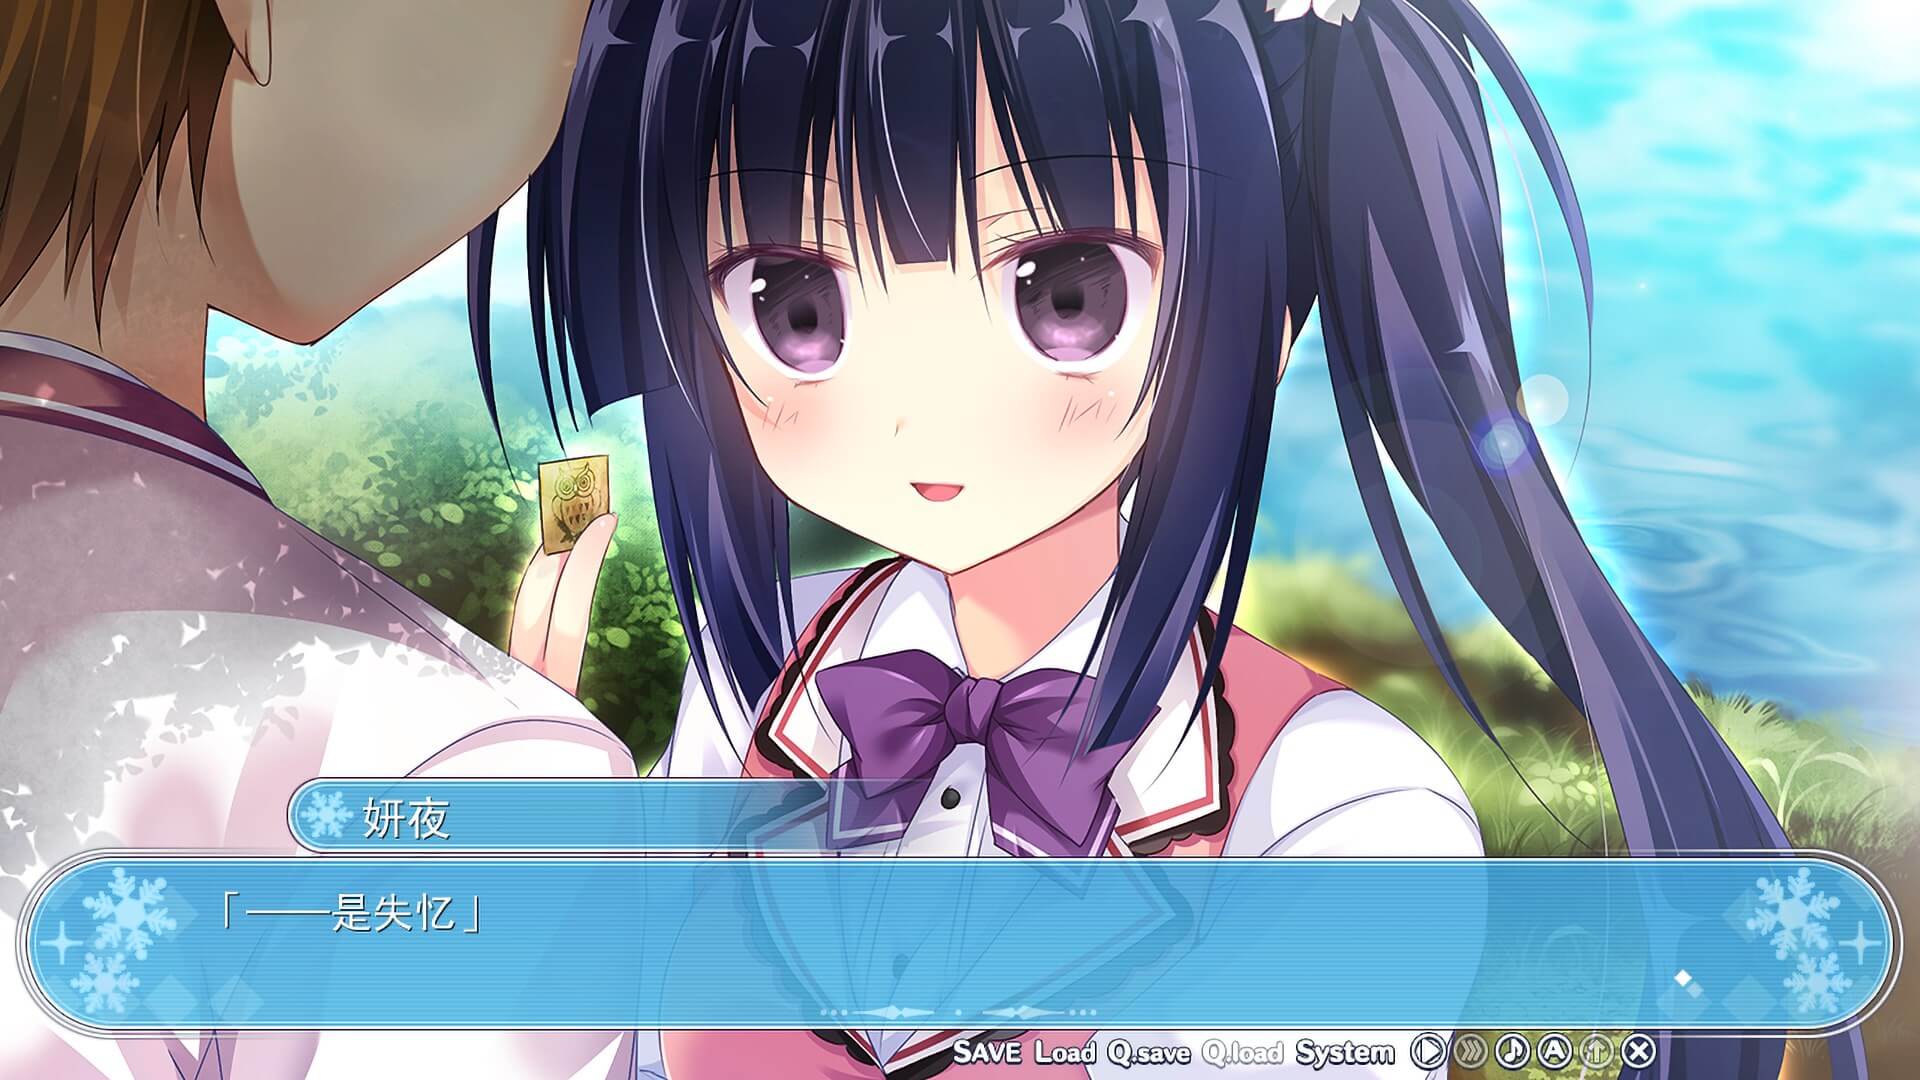 妍夜
「——是失忆」
SAVE Load Q.save Q.load System